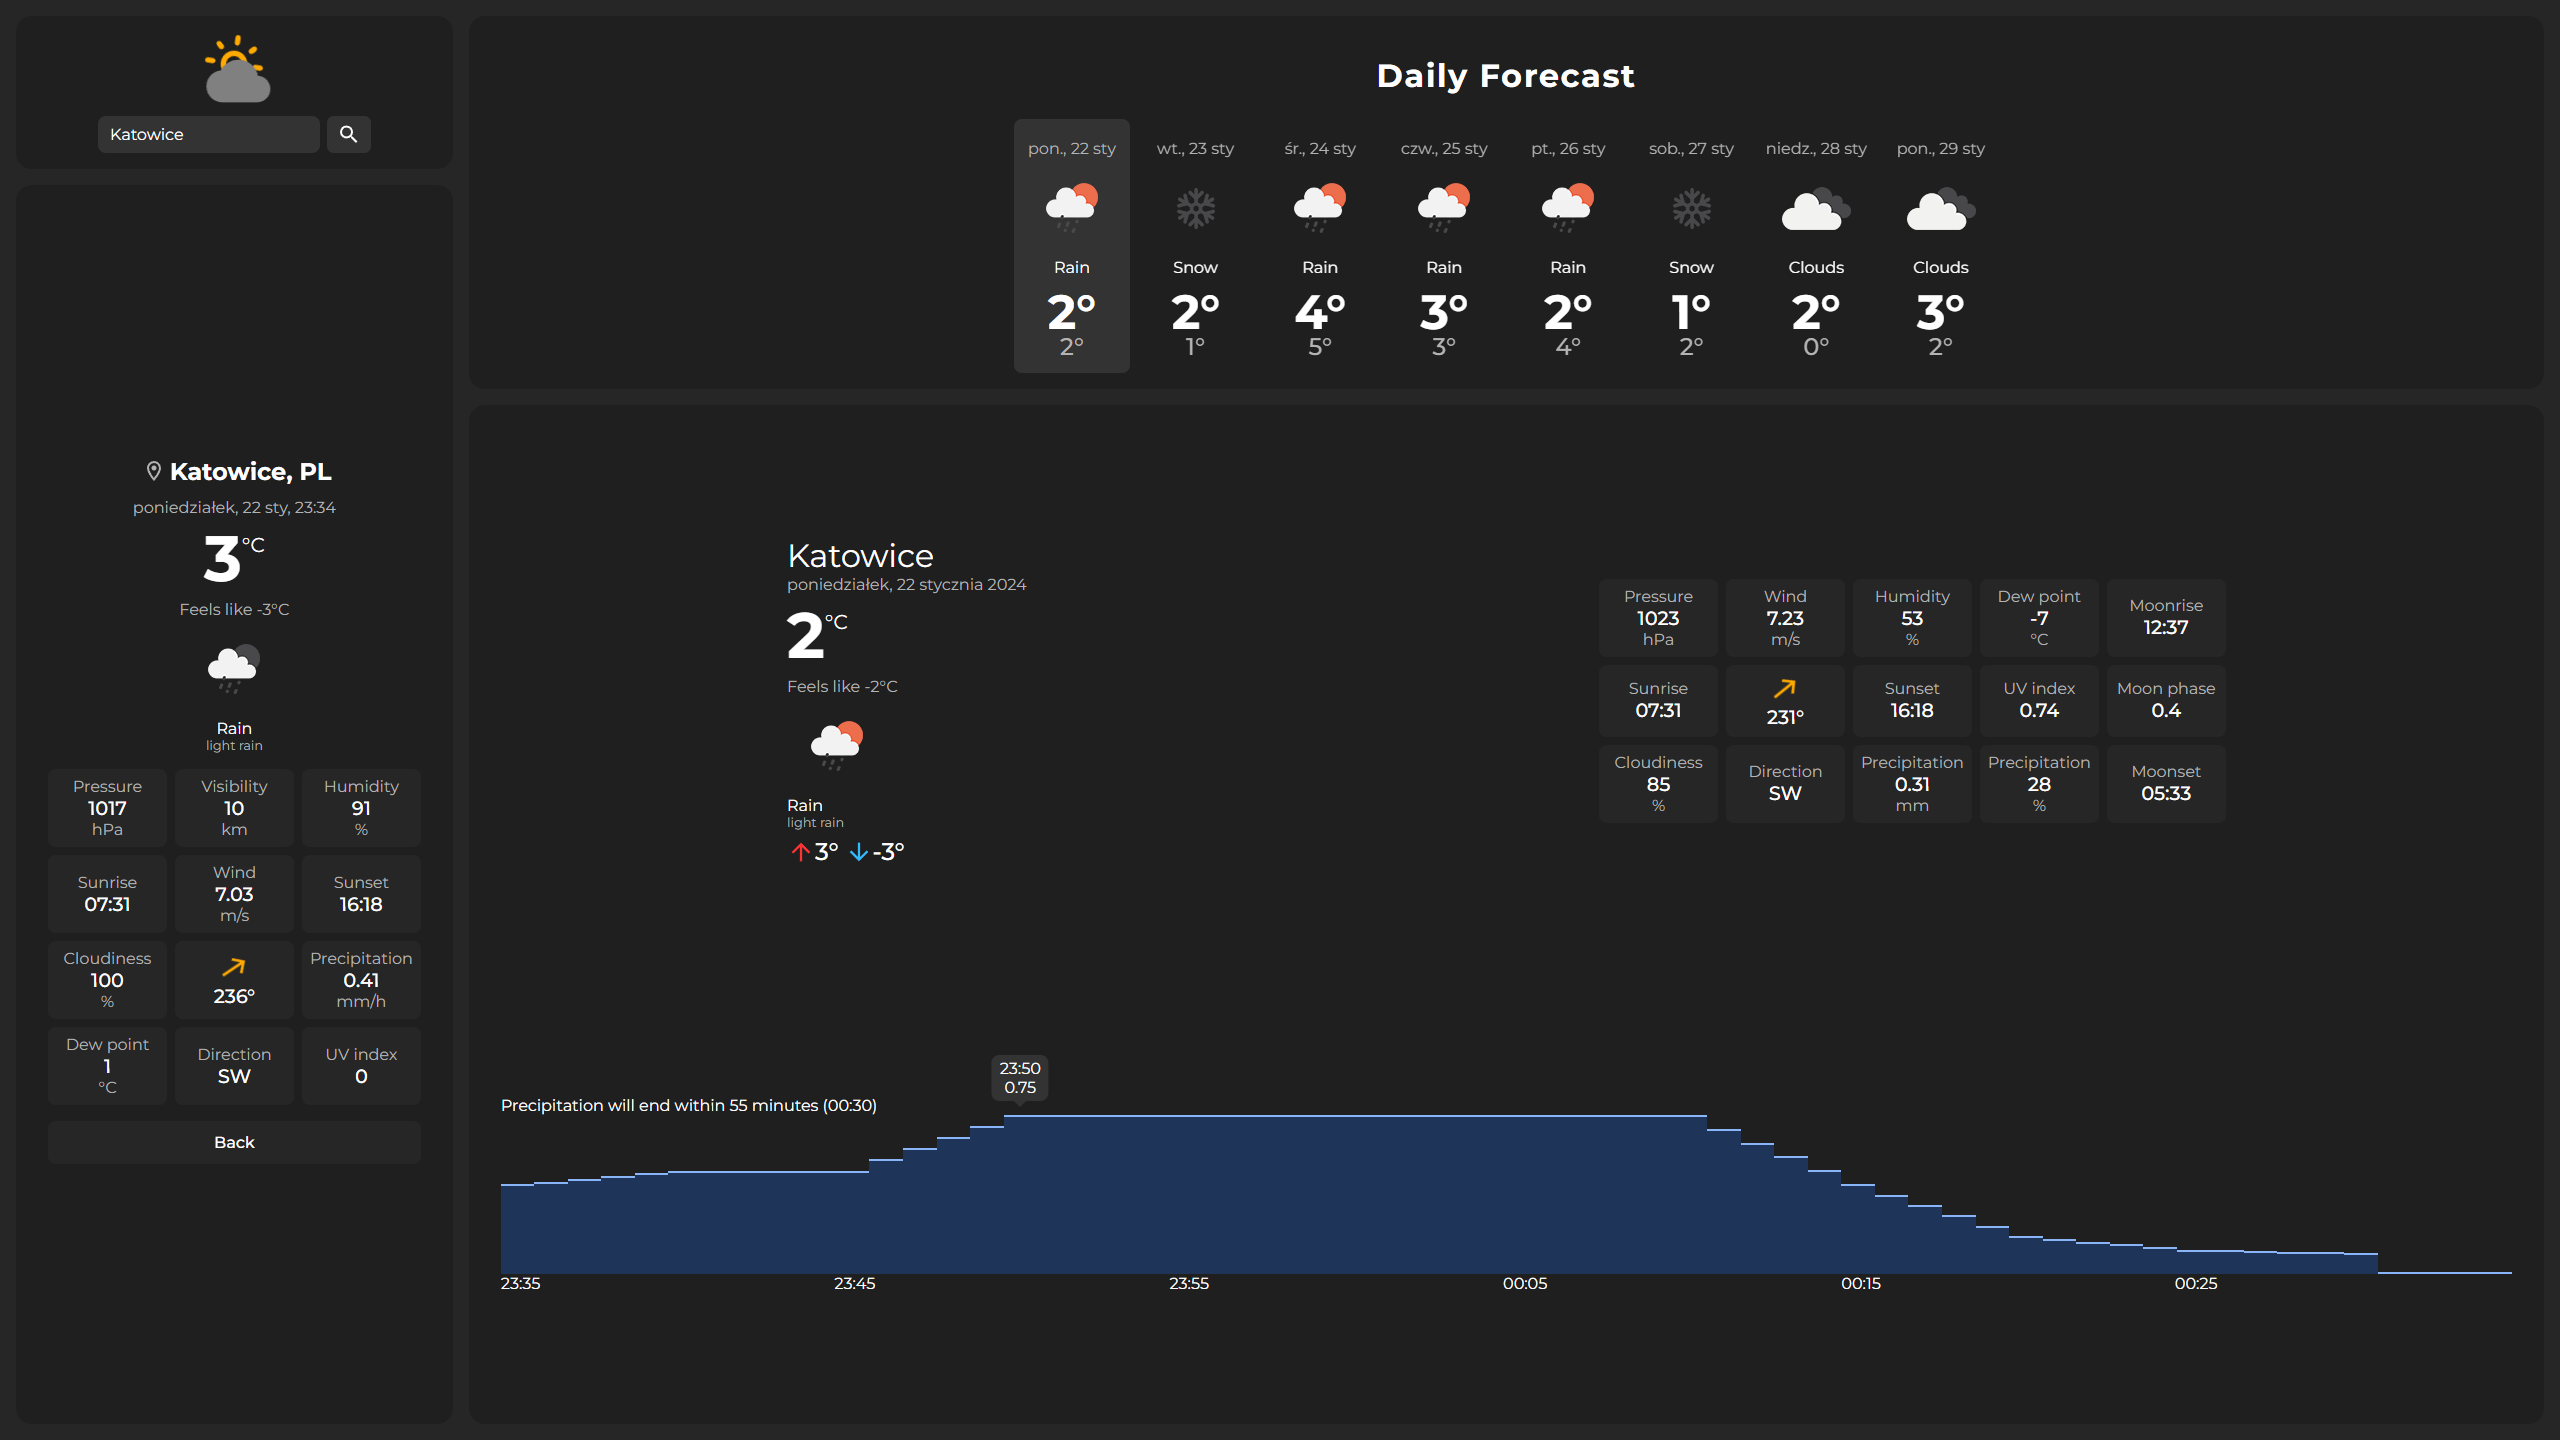 Katowice
Katowice, PL
poniedziałek, 22 sty, 23:34
3 °C
Feels like -3°C
Rain
light rain
Pressure
1017
hPa
Visibility
10
km
Humidity
91
%
Sunrise
07:31
Wind
7.03
m/s
Sunset
16:18
Cloudiness
100
%
236°
Precipitation
0.41
mm/h
Dew point
1
°C
Direction
SW
UV index
0
Back
Daily Forecast
pon., 22 sty
Rain
2°
2°
wt., 23 sty
Snow
2°
1°
śr., 24 sty
Rain
4°
5°
czw., 25 sty
Rain
3°
3°
pt., 26 sty
Rain
2°
4°
sob., 27 sty
Snow
1°
2°
niedz., 28 sty
Clouds
2°
0°
pon., 29 sty
Clouds
3°
2°
Katowice
poniedziałek, 22 stycznia 2024
2 °C
Feels like -2°C
Rain
light rain
3° -3°
Pressure
1023
hPa
Wind
7.23
m/s
Humidity
53
%
Dew point
-7
°C
Moonrise
12:37
Sunrise
07:31
231°
Sunset
16:18
UV index
0.74
Moon phase
0.4
Cloudiness
85
%
Direction
SW
Precipitation
0.31
mm
Precipitation
28
%
Moonset
05:33
Precipitation will end within 55 minutes (00:30)
23:50
0.75
23:35 23:45 23:55 00:05 00:15 00:25